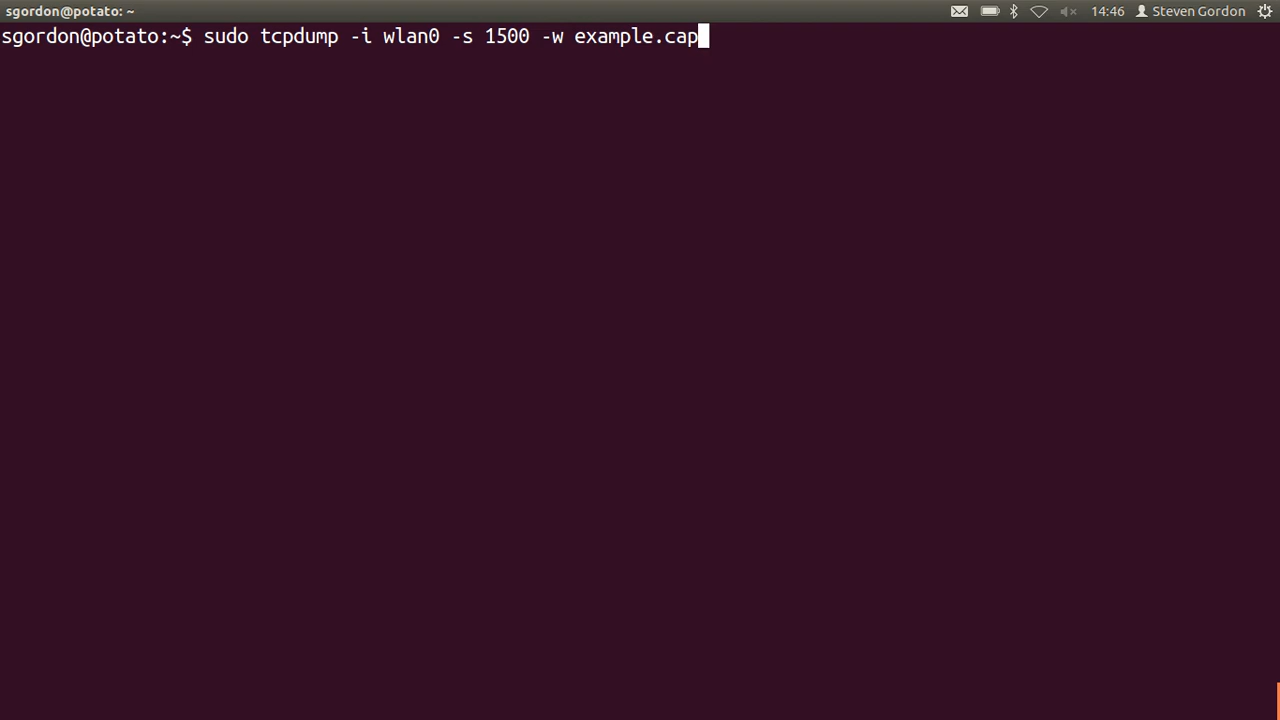 sgordon@potato: ~ 14:46 Steven Gordon
sgordon@potato:~$ sudo tcpdump -i wlan0 -s 1500 -w example.cap